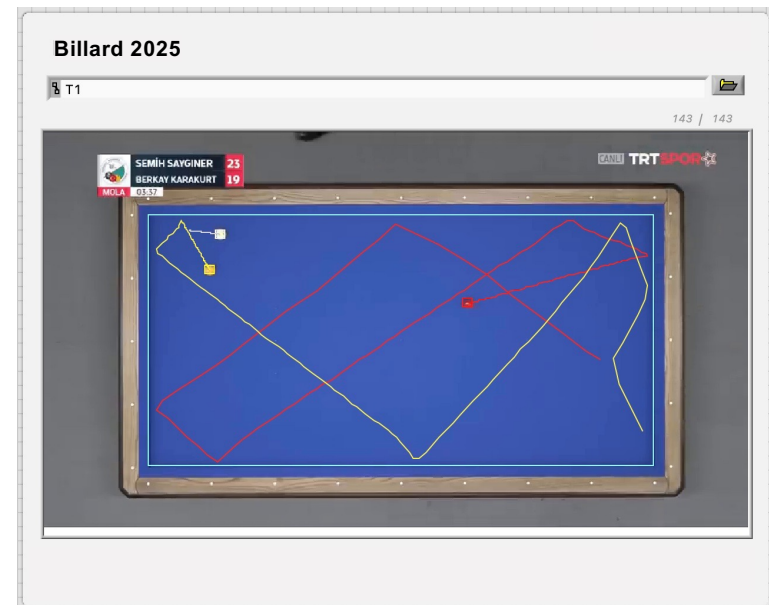 Billard 2025
T1
143 / 143
SEMİH SAYGINER 23
BERKAY KARAKURT 19
MOLA 03:37
CANLI TRTSPOR